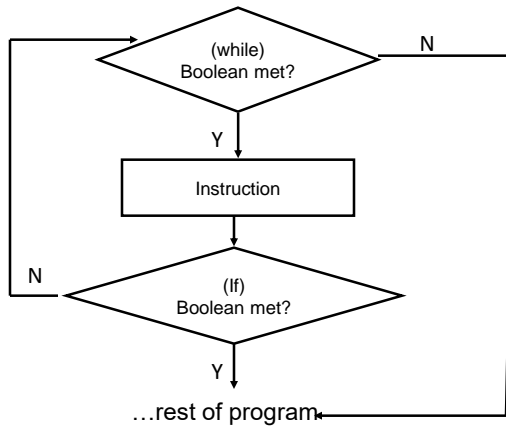 (while)
Boolean met?
N
Y
Instruction
(If)
Boolean met?
N
Y
…rest of program